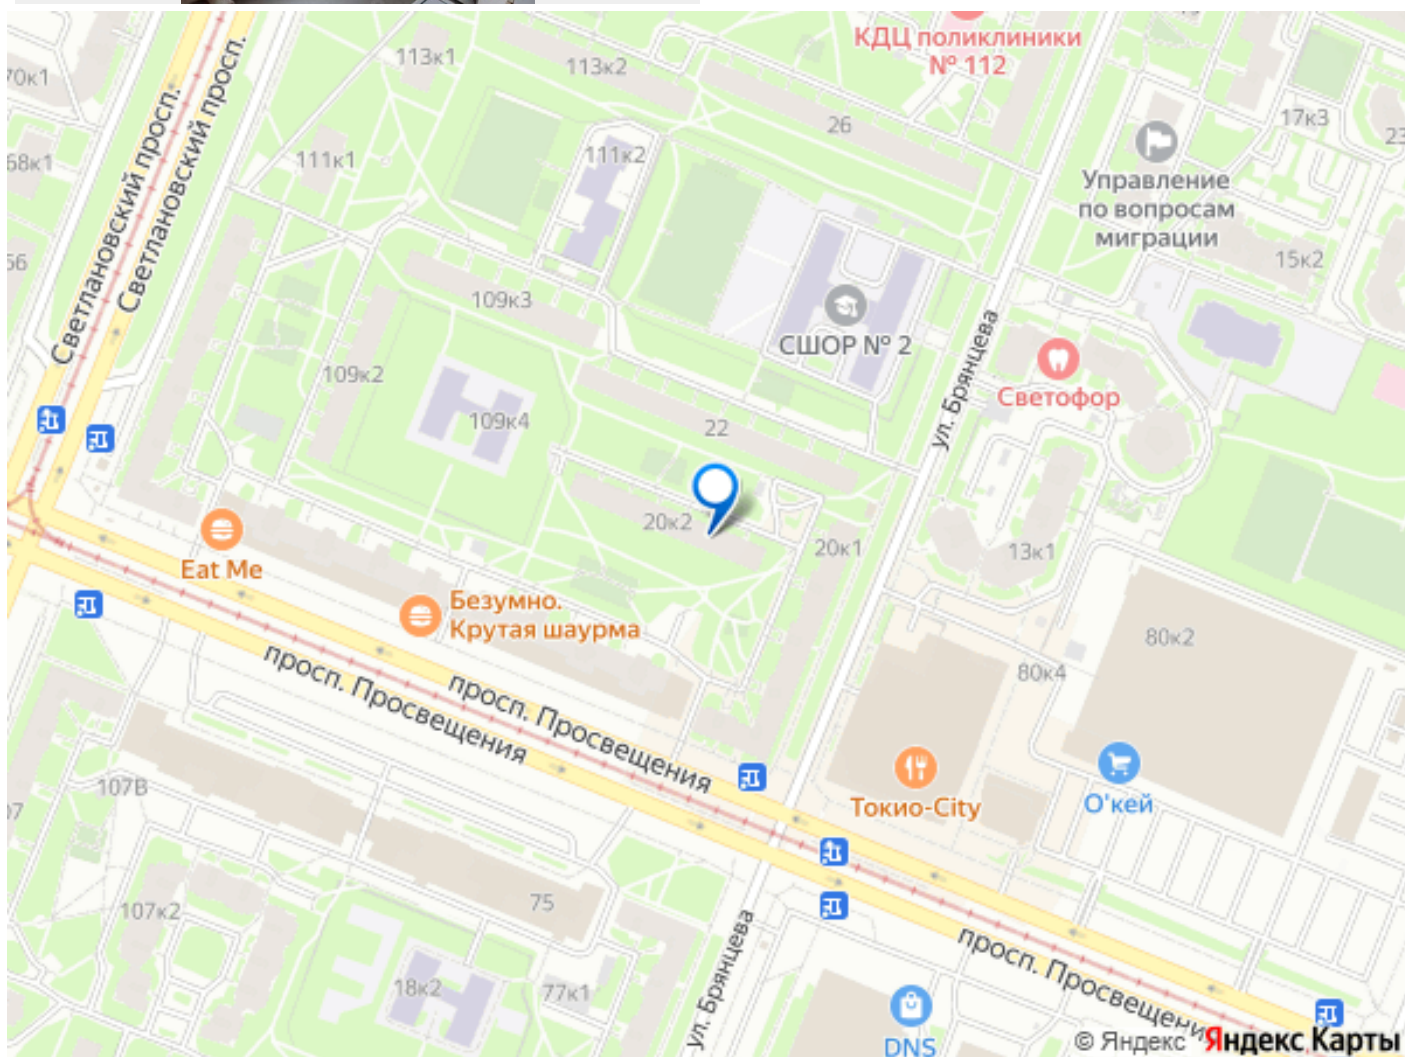 КДЦ поликлиники
№ 112
113к1
113к2
70к1
26
17к3
23
68к1
111к1
111к2
Управление
по вопросам
миграции
Светлановский просп.
Светлановский просп.
66
15к2
109к3
СШОР № 2
ул. Брянцева
109к2
Светофор
109к4
22
20к2
20к1
13к1
Eat Me
Безумно.
Крутая шаурма
80к2
80к4
просп. Просвещения
просп. Просвещения
107В
Токио-City
О'кей
07
75
107к2
ул. Брянцева
просп. Просвещения
18к2
77к1
DNS
© Яндекс Яндекс Карты